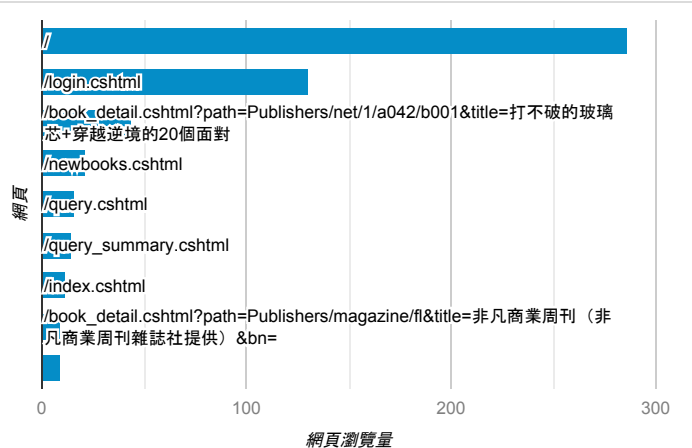 /
/login.cshtml
/book_detail.cshtml?path=Publishers/net/1/a042/b001&title=打不破的玻璃
芯+穿越逆境的20個面對
/newbooks.cshtml
/query.cshtml
/query_summary.cshtml
/index.cshtml
/book_detail.cshtml?path=Publishers/magazine/fl&title=非凡商業周刊（非
凡商業周刊雜誌社提供）&bn=
網頁
0
100
200
300
網頁瀏覽量